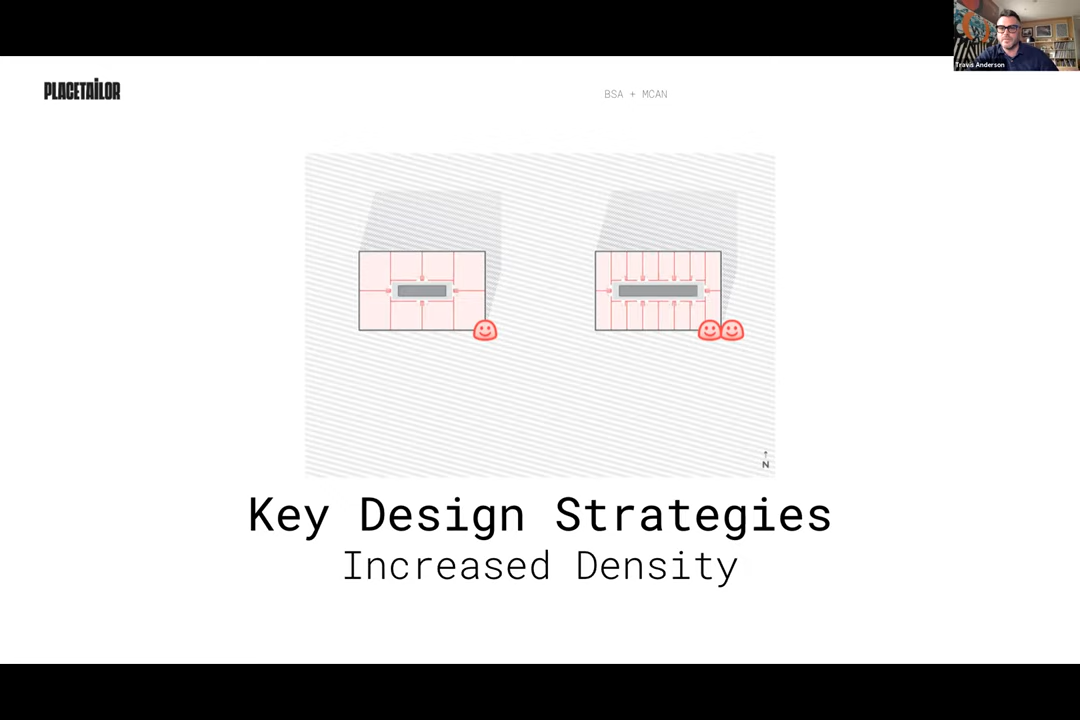 PLACETAILOR
BSA + MCAN
Travis Anderson
N
Key Design Strategies
Increased Density